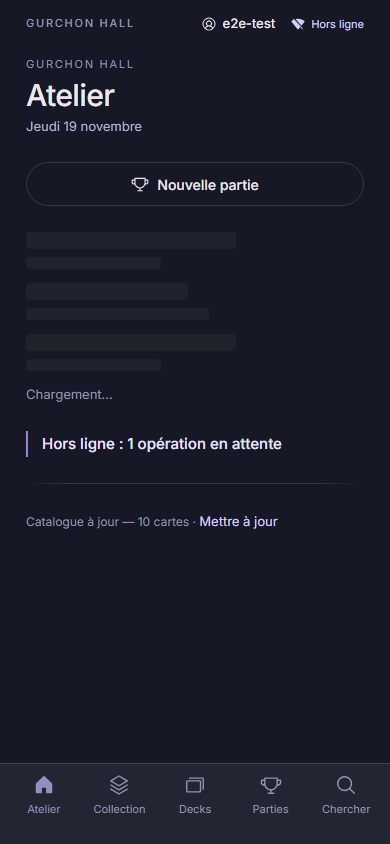 GURCHON HALL
e2e-test
Hors ligne
GURCHON HALL
Atelier
Jeudi 19 novembre
Nouvelle partie
Chargement...
Hors ligne : 1 opération en attente
Catalogue à jour — 10 cartes · Mettre à jour
Atelier
Collection
Decks
Parties
Chercher